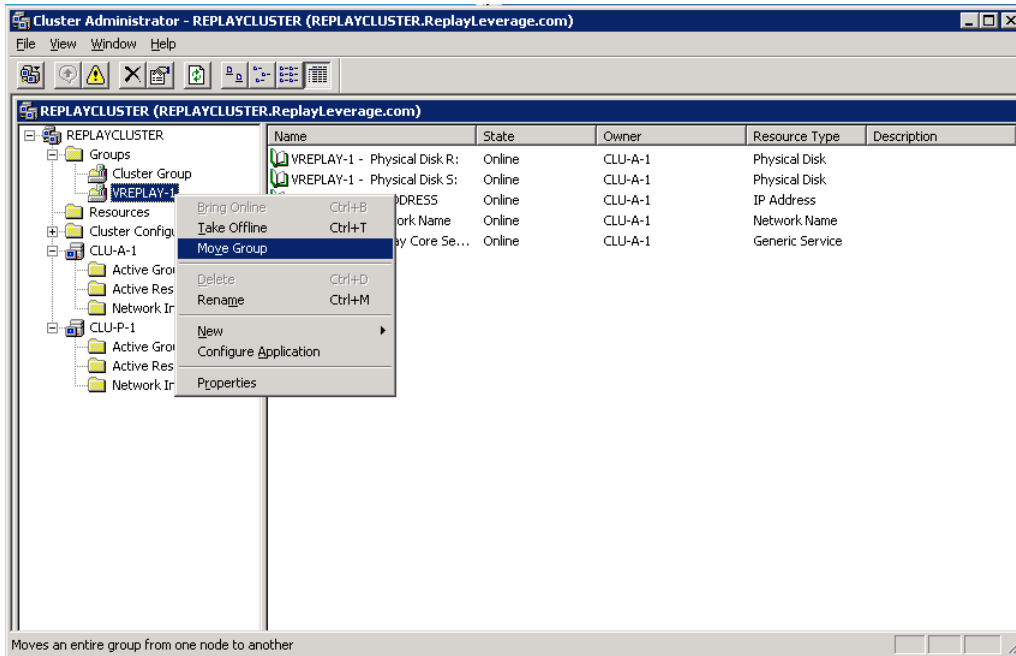 Cluster Administrator - REPLAYCLUSTER (REPLAYCLUSTER.ReplayLeverage.com)
File View Window Help
REPLAYCLUSTER (REPLAYCLUSTER.ReplayLeverage.com)
REPLAYCLUSTER
Groups
Cluster Group
VREPLAY-1
Resources
Cluster Configu
CLU-A-1
Active Grou
Active Res
Network In
CLU-P-1
Active Grou
Active Res
Network In
Bring Online Ctrl+B
Take Offline Ctrl+T
Move Group
Delete Ctrl+D
Rename Ctrl+M
New
Configure Application
Properties
Name State Owner Resource Type Description
VREPLAY-1 - Physical Disk R: Online CLU-A-1 Physical Disk
VREPLAY-1 - Physical Disk S: Online CLU-A-1 Physical Disk
DDRESS Online CLU-A-1 IP Address
ork Name Online CLU-A-1 Network Name
ay Core Se... Online CLU-A-1 Generic Service
Moves an entire group from one node to another